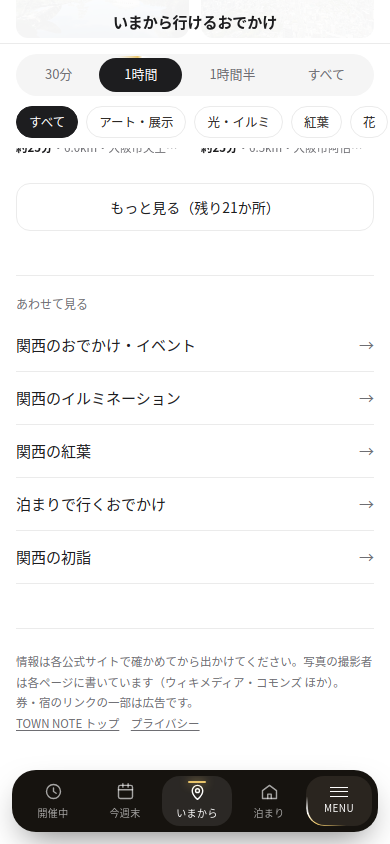 いまから行けるおでかけ
30分 1時間 1時間半 すべて
すべて アート・展示 光・イルミ 紅葉 花
もっと見る（残り21か所）
あわせて見る
関西のおでかけ・イベント →
関西のイルミネーション →
関西の紅葉 →
泊まりで行くおでかけ →
関西の初詣 →
情報は各公式サイトで確かめてから出かけてください。写真の撮影者
は各ページに書いています（ウィキメディア・コモンズ ほか）。
券・宿のリンクの一部は広告です。
TOWN NOTE トップ プライバシー
開催中 今週末 いまから 泊まり MENU